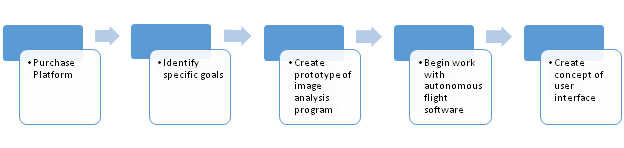 • Purchase
Platform
• Identify
specific goals
• Create
prototype of
image
analysis
program
• Begin work
with
autonomous
flight
software
• Create
concept of
user
interface